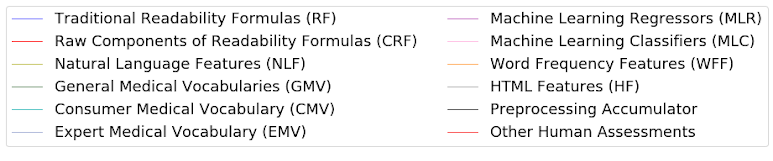 Traditional Readability Formulas (RF)
Raw Components of Readability Formulas (CRF)
Natural Language Features (NLF)
General Medical Vocabularies (GMV)
Consumer Medical Vocabulary (CMV)
Expert Medical Vocabulary (EMV)
Machine Learning Regressors (MLR)
Machine Learning Classifiers (MLC)
Word Frequency Features (WFF)
HTML Features (HF)
Preprocessing Accumulator
Other Human Assessments